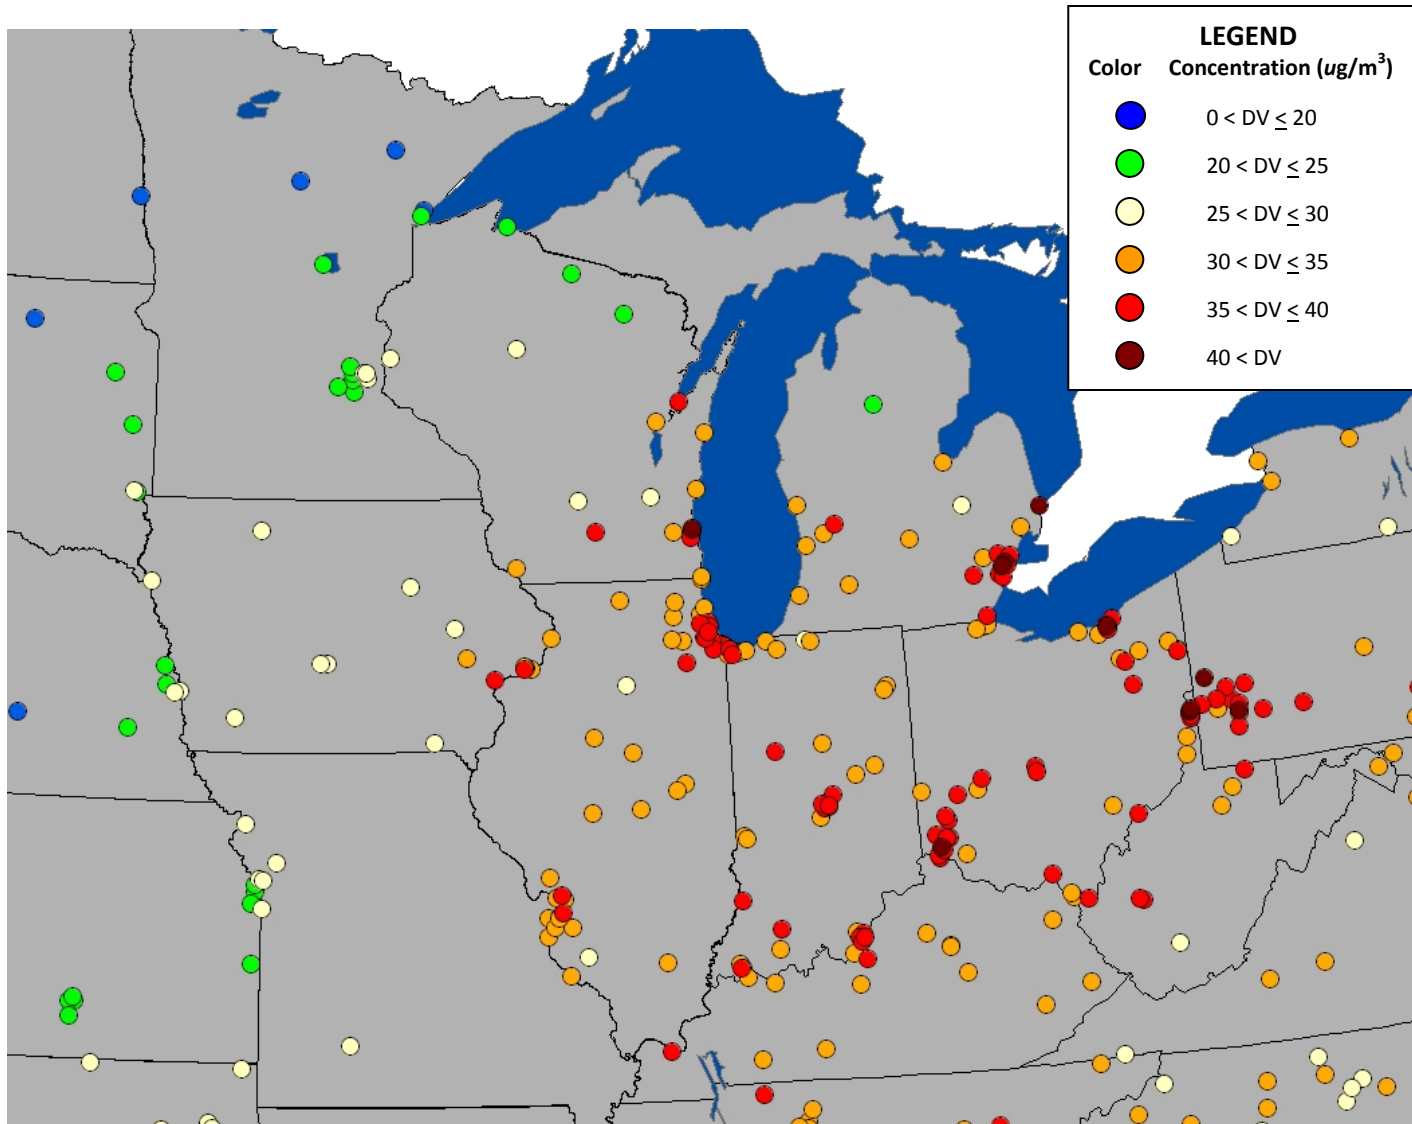 LEGEND
Color Concentration (ug/m³)
0 < DV ≤ 20
20 < DV ≤ 25
25 < DV ≤ 30
30 < DV ≤ 35
35 < DV ≤ 40
40 < DV